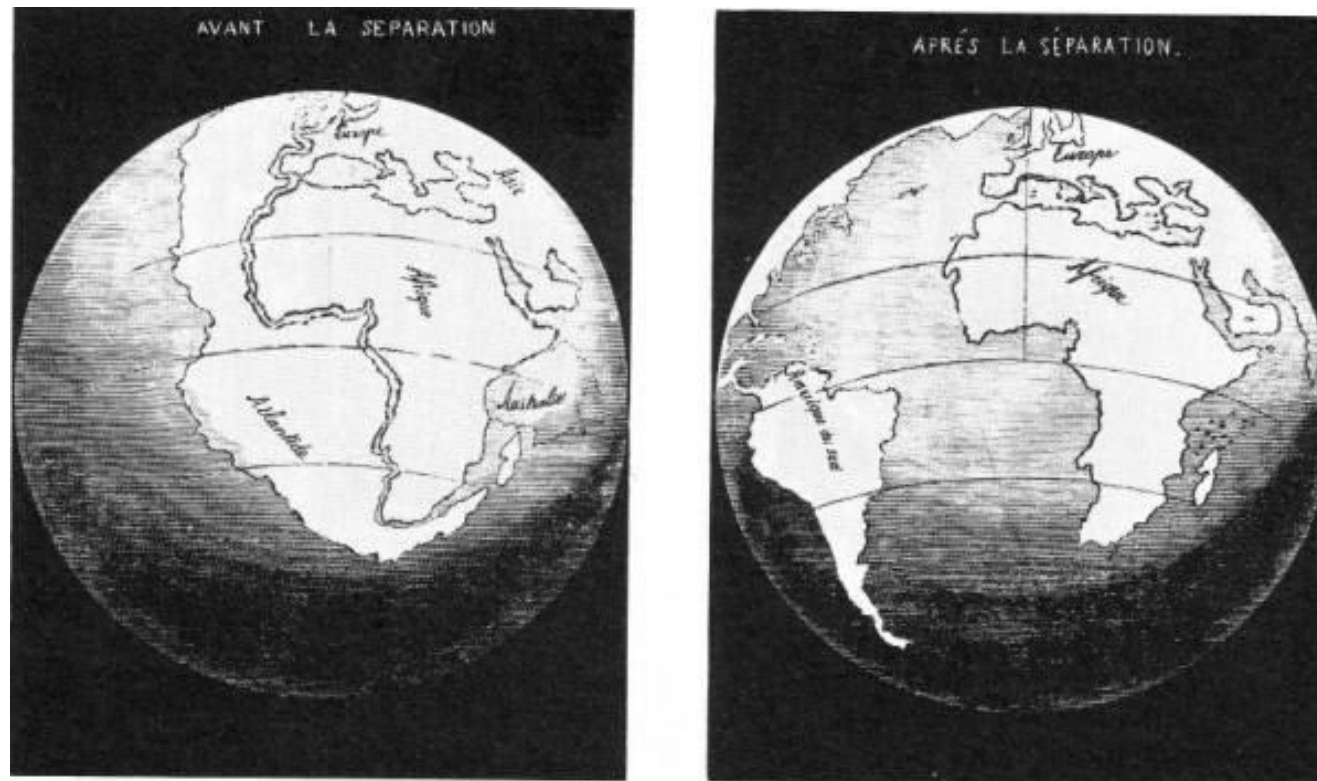 AVANT LA SEPARATION
Europe
Asie
Afrique
Atlantide
Australie
APRÉS LA SÉPARATION.
Europe
Afrique
Amérique du sud